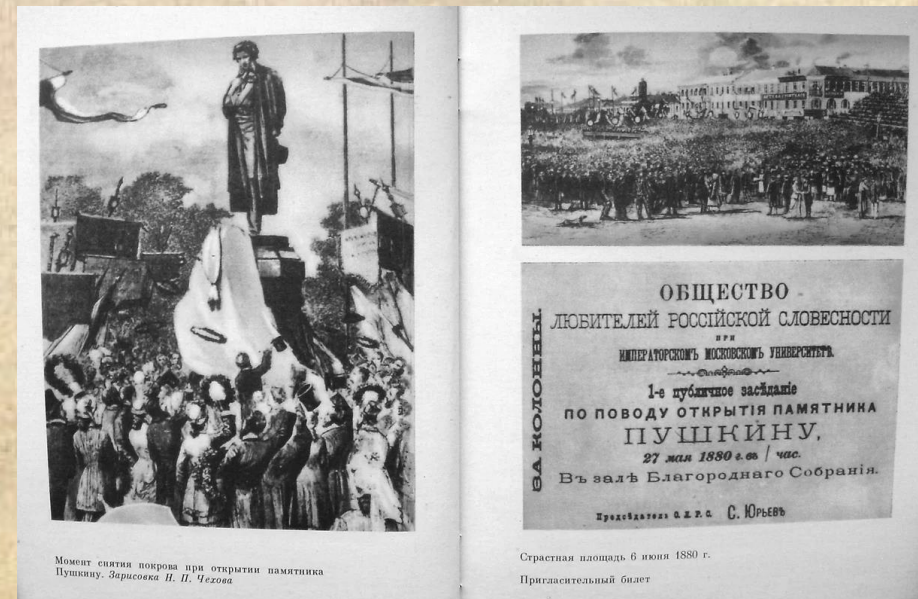 Момент снятия покрова при открытии памятника
Пушкину. Зарисовка Н. П. Чехова
ЗА КОЛОННЫ.
ОБЩЕСТВО
ЛЮБИТЕЛЕЙ РОССІЙСКОЙ СЛОВЕСНОСТИ
ПРИ
ИМПЕРАТОРСКОМЪ МОСКОВСКОМЪ УНИВЕРСИТЕТѢ.
1-е публичное засѣданіе
ПО ПОВОДУ ОТКРЫТІЯ ПАМЯТНИКА
ПУШКИНУ,
27 мая 1880 г. въ / час.
Въ залѣ Благороднаго Собранія.
Предсѣдатель О. Л. Р. С. С. Юрьевъ
Страстная площадь 6 июня 1880 г.
Пригласительный билет